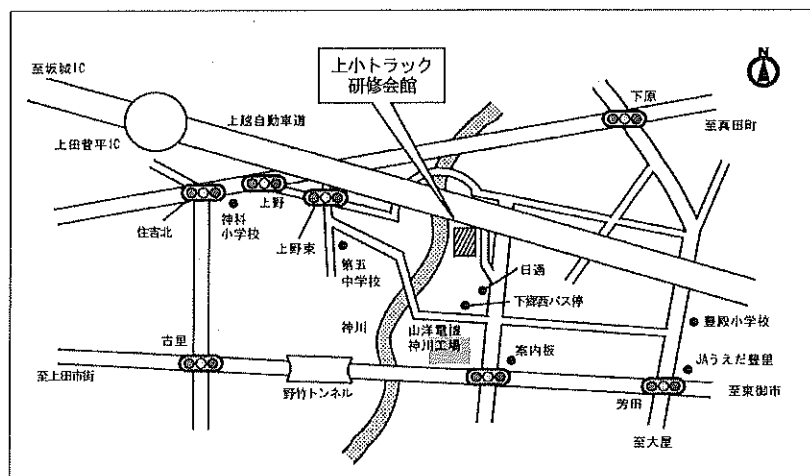 至坂城IC
上小トラック
研修会館
N
下原
上越自動車道
至真田町
上田菅平IC
住吉北
神科
小学校
上野
上野東
第五
中学校
日通
下郷西バス停
神川
山洋電機
神川工場
豊殿小学校
古里
案内板
JAうえだ豊里
至上田市街
野竹トンネル
芳田
至東御市
至大屋